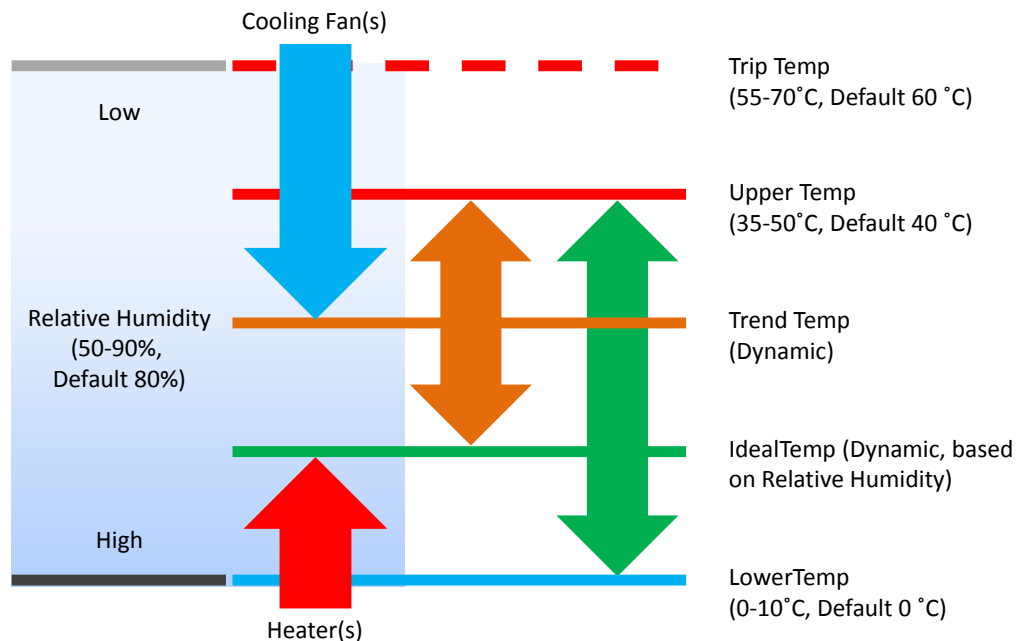 Cooling Fan(s)
Trip Temp
(55-70˚C, Default 60 ˚C)
Low
Upper Temp
(35-50˚C, Default 40 ˚C)
Relative Humidity
(50-90%,
Default 80%)
Trend Temp
(Dynamic)
IdealTemp (Dynamic, based
on Relative Humidity)
High
LowerTemp
(0-10˚C, Default 0 ˚C)
Heater(s)